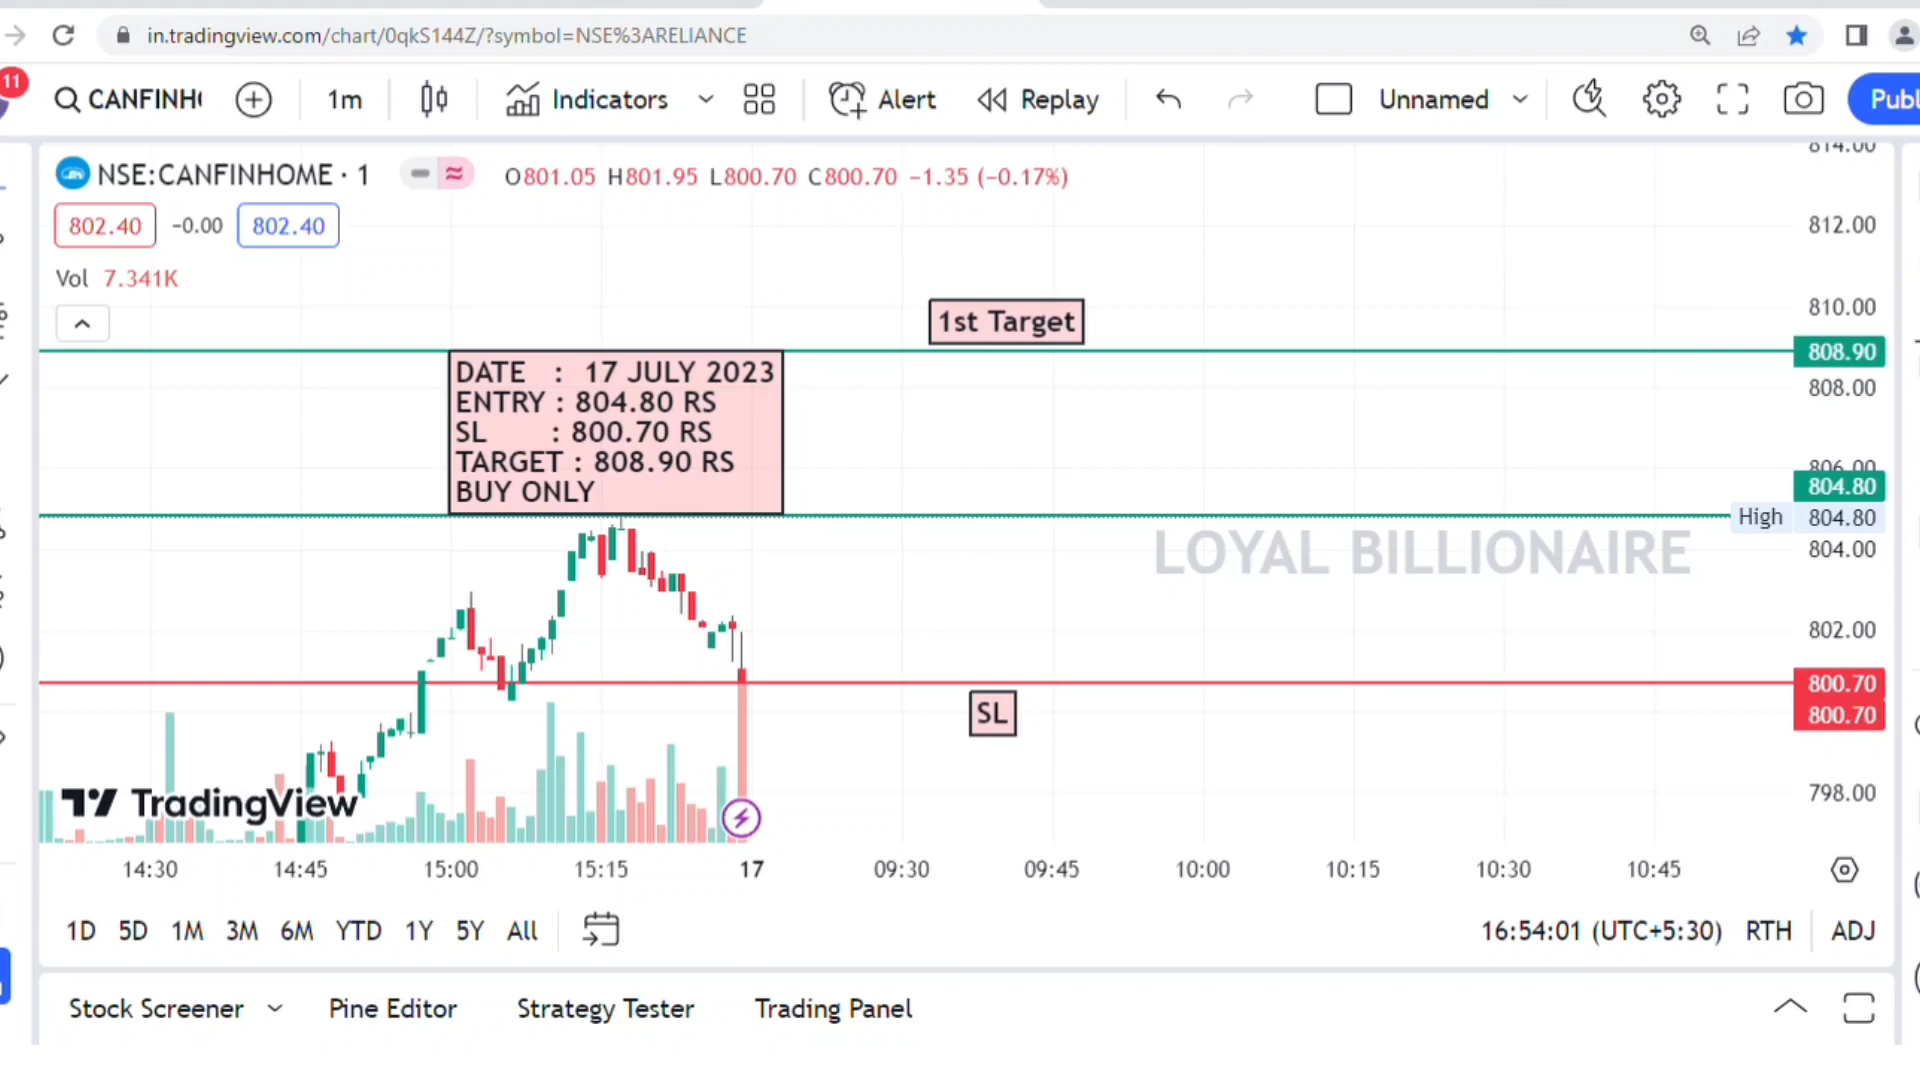 in.tradingview.com/chart/0qkS144Z/?symbol=NSE%3ARELIANCE
11
CANFINH
1m
Indicators
Alert
Replay
Unnamed
Publ
NSE:CANFINHOME · 1
O801.05 H801.95 L800.70 C800.70 −1.35 (−0.17%)
802.40 −0.00 802.40
Vol 7.341K
814.00
812.00
810.00
808.90
808.00
806.00
804.80
High 804.80
804.00
802.00
800.70
800.70
798.00
1st Target
DATE : 17 JULY 2023
ENTRY : 804.80 RS
SL : 800.70 RS
TARGET : 808.90 RS
BUY ONLY
LOYAL BILLIONAIRE
SL
TradingView
14:30 14:45 15:00 15:15 17 09:30 09:45 10:00 10:15 10:30 10:45
1D 5D 1M 3M 6M YTD 1Y 5Y All
16:54:01 (UTC+5:30) RTH ADJ
Stock Screener Pine Editor Strategy Tester Trading Panel